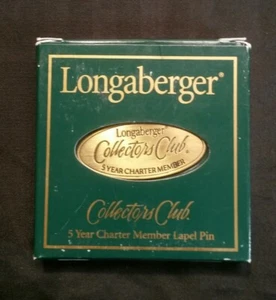 Longaberger®
Longaberger
Collectors Club
5 YEAR CHARTER MEMBER
Collectors Club
5 Year Charter Member Lapel Pin